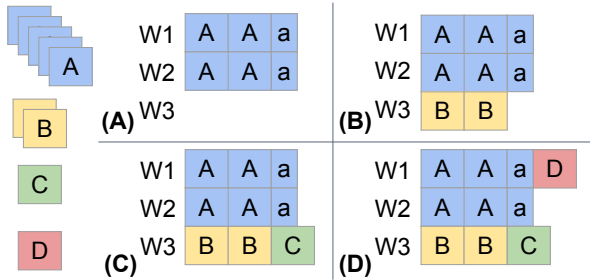 A
B
C
D
W1 A A a
W2 A A a
W3
(A)
W1 A A a
W2 A A a
W3 B B
(B)
W1 A A a
W2 A A a
W3 B B C
(C)
W1 A A a D
W2 A A a
W3 B B C
(D)